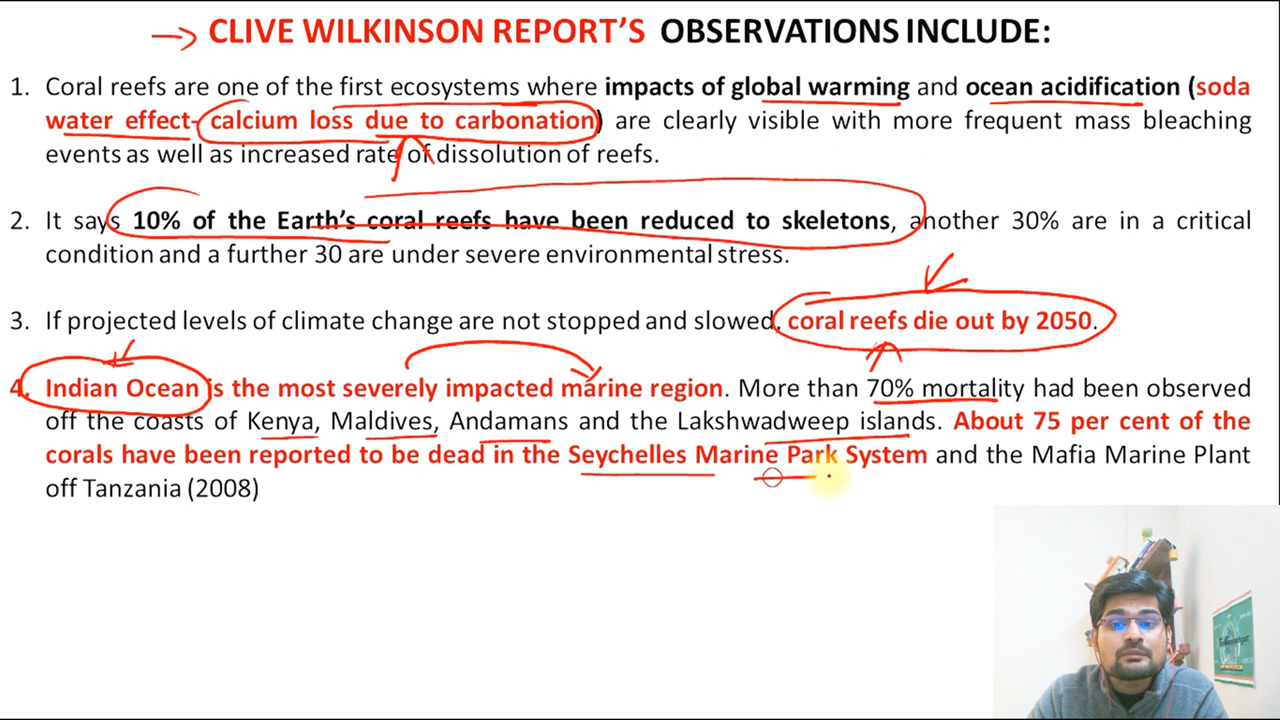 CLIVE WILKINSON REPORT'S OBSERVATIONS INCLUDE:
1. Coral reefs are one of the first ecosystems where impacts of global warming and ocean acidification (soda
water effect- calcium loss due to carbonation) are clearly visible with more frequent mass bleaching
events as well as increased rate of dissolution of reefs.
2. It says 10% of the Earth's coral reefs have been reduced to skeletons, another 30% are in a critical
condition and a further 30 are under severe environmental stress.
3. If projected levels of climate change are not stopped and slowed, coral reefs die out by 2050.
4. Indian Ocean is the most severely impacted marine region. More than 70% mortality had been observed
off the coasts of Kenya, Maldives, Andamans and the Lakshwadweep islands. About 75 per cent of the
corals have been reported to be dead in the Seychelles Marine Park System and the Mafia Marine Plant
off Tanzania (2008)